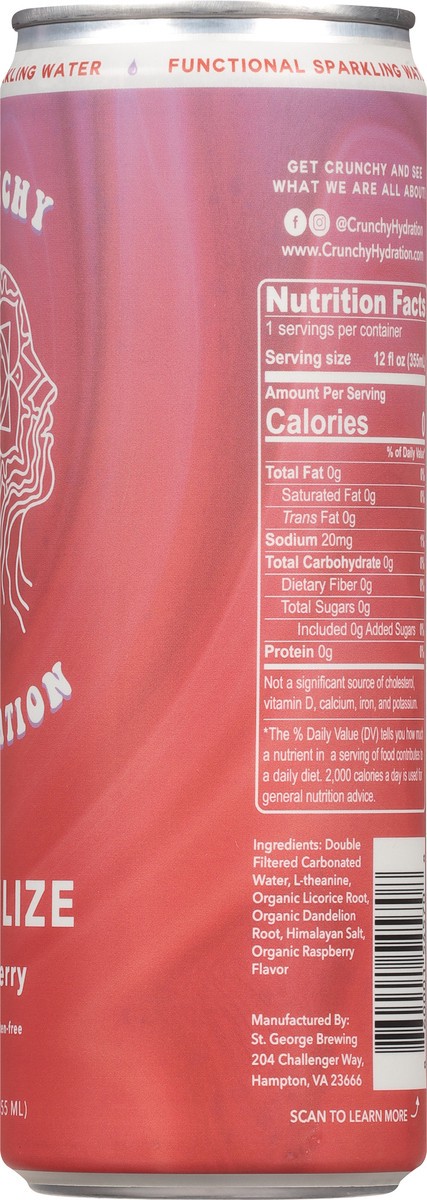 WATER
FUNCTIONAL SPARKLING
GET CRUNCHY AND SEE
WHAT WE ARE ALL ABOUT
@CrunchyHydration
www.CrunchyHydration.com
Nutrition Facts
1 servings per container
Serving size 12 fl oz (355mL
Amount Per Serving
Calories 0
% of Daily Value*
Total Fat 0g 0%
Saturated Fat 0g 0%
Trans Fat 0g
Sodium 20mg 1%
Total Carbohydrate 0g 0%
Dietary Fiber 0g 0%
Total Sugars 0g
Included 0g Added Sugars 0%
Protein 0g 0%
Not a significant source of cholesterol,
vitamin D, calcium, iron, and potassium.
*The % Daily Value (DV) tells you how much
a nutrient in a serving of food contributes to
a daily diet. 2,000 calories a day is used for
general nutrition advice.
Ingredients: Double
Filtered Carbonated
Water, L-theanine,
Organic Licorice Root,
Organic Dandelion
Root, Himalayan Salt,
Organic Raspberry
Flavor
Manufactured By:
St. George Brewing
204 Challenger Way,
Hampton, VA 23666
SCAN TO LEARN MORE